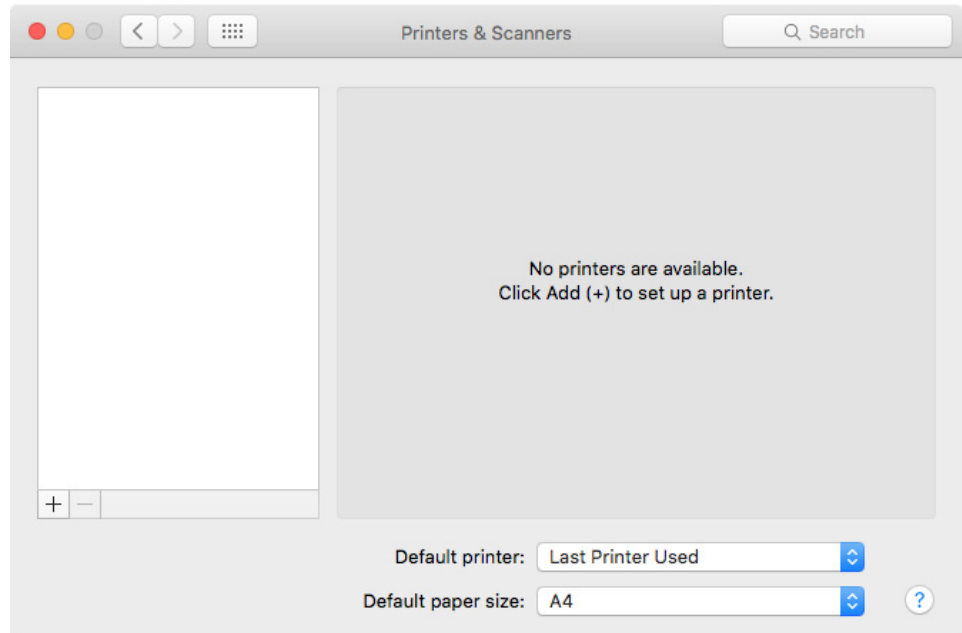 Printers & Scanners
Search
No printers are available.
Click Add (+) to set up a printer.
+ −
Default printer: Last Printer Used
Default paper size: A4
?